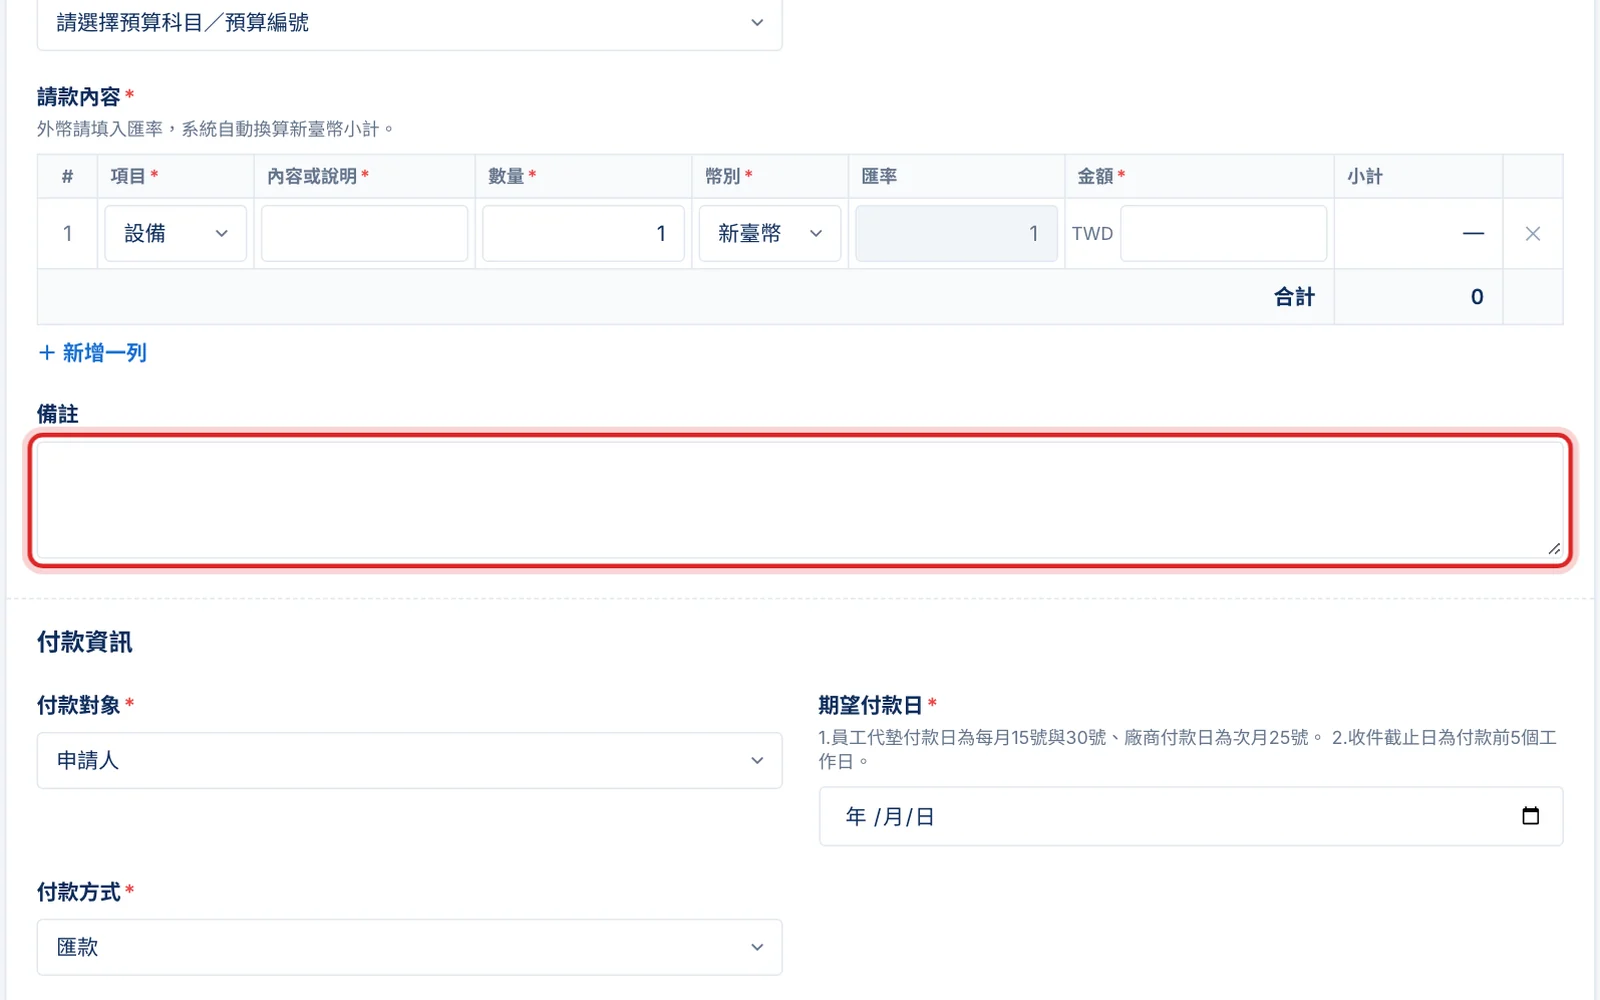 請選擇預算科目／預算編號
請款內容*
外幣請填入匯率，系統自動換算新臺幣小計。
# 項目* 內容或說明* 數量* 幣別* 匯率 金額* 小計
1 設備 1 新臺幣 1 TWD —
合計 0
+ 新增一列
備註
付款資訊
付款對象*
申請人
期望付款日*
1.員工代墊付款日為每月15號與30號、廠商付款日為次月25號。 2.收件截止日為付款前5個工
作日。
年 /月/日
付款方式*
匯款